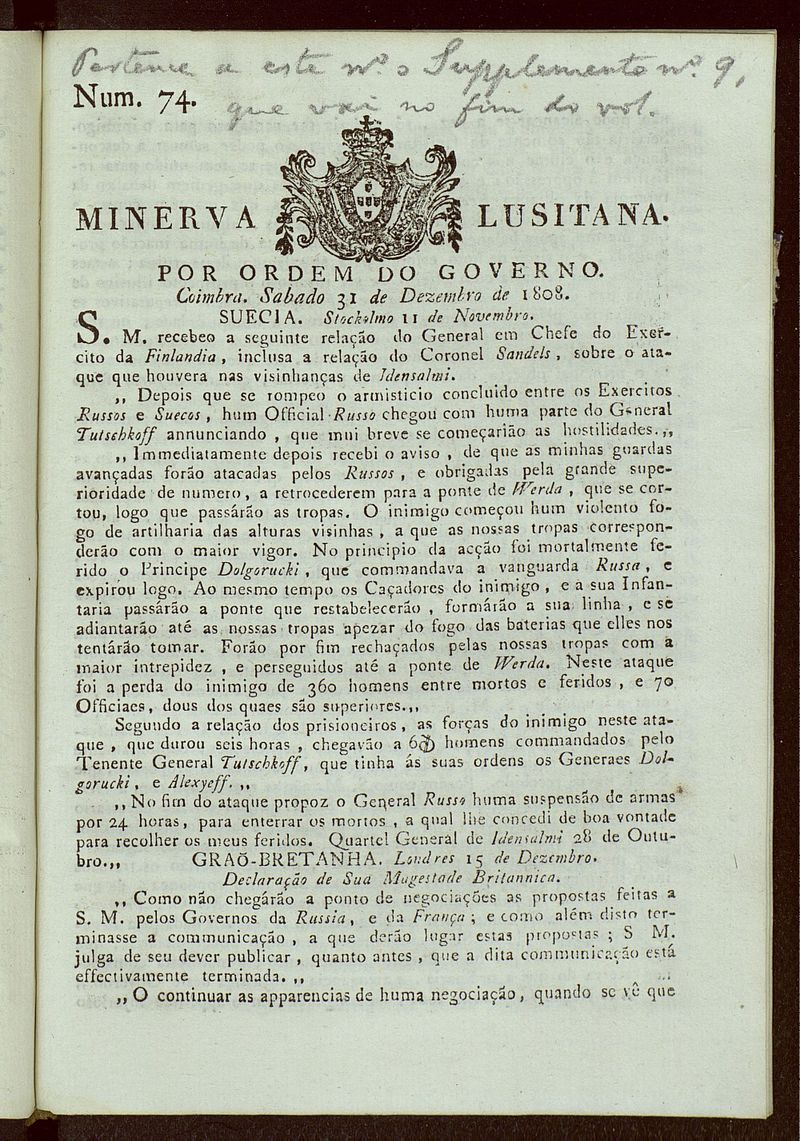 Pertence a este nº o Supplemento nº 9,
que vai no fim do vol.
Num. 74.
MINERVA LUSITANA.
POR ORDEM DO GOVERNO.
Coimbra. Sabado 31 de Dezembro de 1808.
SUECIA. Stockolmo 11 de Novembro.
S. M. recebeo a seguinte relação do General em Chefe do Exer-
cito da Finlandia, inclusa a relação do Coronel Sandels, sobre o ata-
que que houvera nas visinhanças de Idensalmi.
,, Depois que se rompeo o armisticio concluido entre os Exercitos
Russos e Suecos, hum Official Russo chegou com huma parte do General
Tutschkoff annunciando, que mui breve se começarião as hostilidades.,,
,, Immediatamente depois recebi o aviso, de que as minhas guardas
avançadas forão atacadas pelos Russos, e obrigadas pela grande supe-
rioridade de numero, a retrocederem para a ponte de Werda, que se cor-
tou, logo que passárão as tropas. O inimigo começou hum violento fo-
go de artilharia das alturas visinhas, a que as nossas tropas correspon-
derão com o maior vigor. No principio da acção foi mortalmente fe-
rido o Principe Dolgorucki, que commandava a vanguarda Russa, e
expirou logo. Ao mesmo tempo os Caçadores do inimigo, e a sua Infan-
taria passárão a ponte que restabelecerão, formárão a sua linha, e se
adiantarão até as nossas tropas apezar do fogo das baterias que elles nos
tentárão tomar. Forão por fim rechaçados pelas nossas tropas com a
maior intrepidez, e perseguidos até a ponte de Werda. Neste ataque
foi a perda do inimigo de 360 homens entre mortos e feridos, e 70
Officiaes, dous dos quaes são superiores.,,
Segundo a relação dos prisioneiros, as forças do inimigo neste ata-
que, que durou seis horas, chegavão a 6 homens commandados pelo
Tenente General Tutschkoff, que tinha ás suas ordens os Generaes Dol-
gorucki, e Alexyeff. ,,
,, No fim do ataque propoz o General Russo huma suspensão de armas
por 24 horas, para enterrar os mortos, a qual lhe concedi de boa vontade
para recolher os meus feridos. Quartel General de Idensalmi 28 de Outu-
bro.,, GRAÕ-BRETANHA. Londres 15 de Dezembro.
Declaração de Sua Magestade Britannica.
,, Como não chegárão a ponto de negociações as propostas feitas a
S. M. pelos Governos da Russia, e da França; e como além disto ter-
minasse a communicação, a que derão lugar estas propostas; S M.
julga de seu dever publicar, quanto antes, que a dita communicação está
effectivamente terminada. ,,
,, O continuar as apparencias de huma negociação, quando se vê que